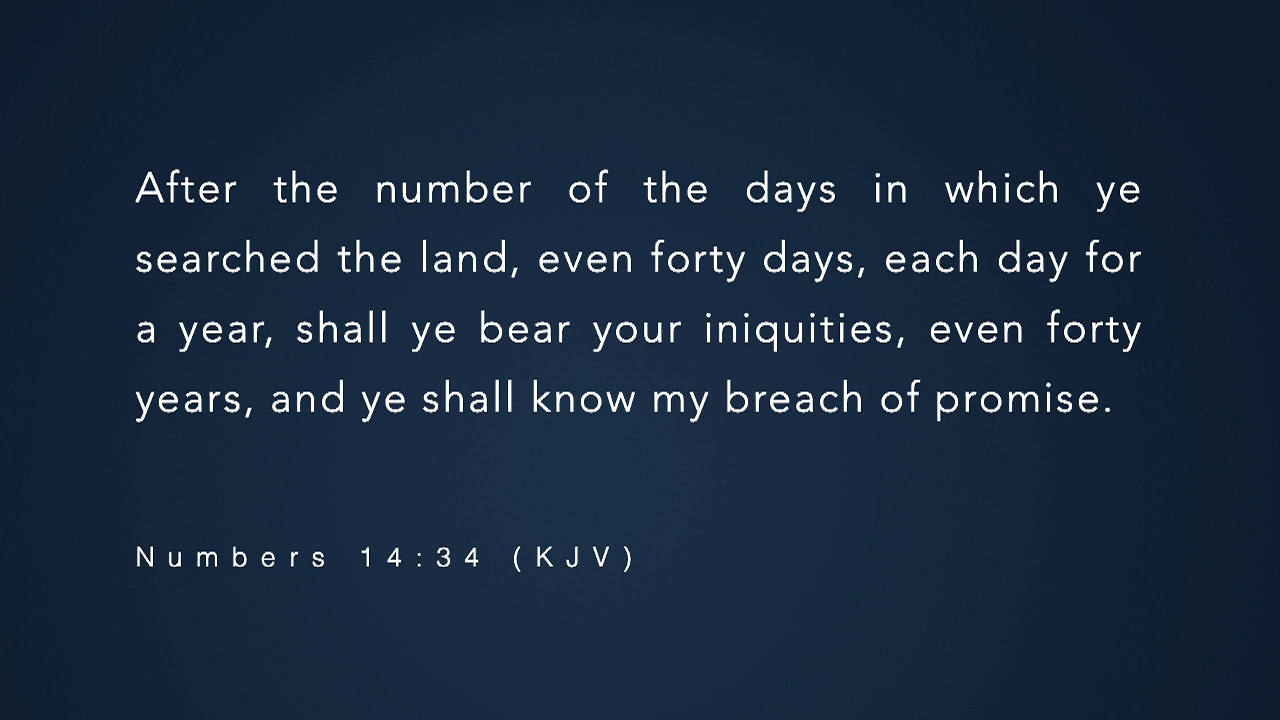 After the number of the days in which ye
searched the land, even forty days, each day for
a year, shall ye bear your iniquities, even forty
years, and ye shall know my breach of promise.
Numbers 14:34 (KJV)